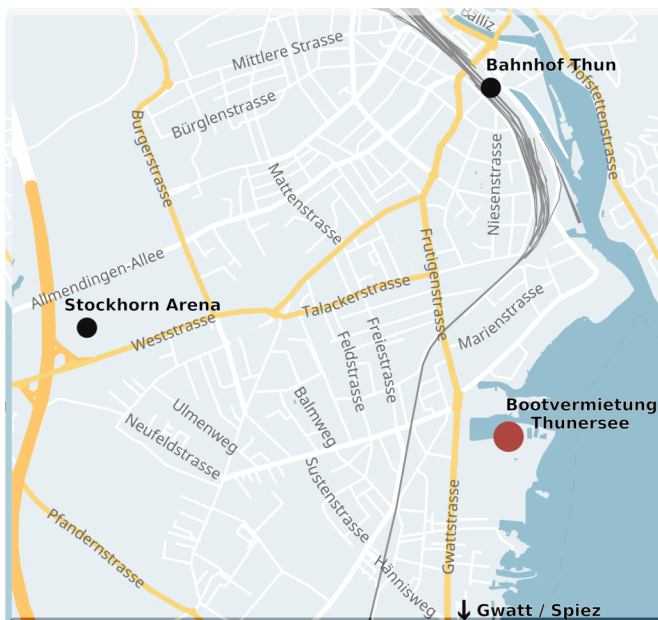 Bälliz
Mittlere Strasse
Bahnhof Thun
Hofstettenstrasse
Bürglenstrasse
Burgerstrasse
Mattenstrasse
Niesenstrasse
Allmendingen-Allee
Frutigenstrasse
Stockhorn Arena
Talackerstrasse
Weststrasse
Marienstrasse
Feldstrasse
Freiestrasse
Balmweg
Ulmenweg
Bootvermietung
Thunersee
Neufeldstrasse
Sustenstrasse
Gwattstrasse
Pfandernstrasse
Hännisweg
↓ Gwatt / Spiez